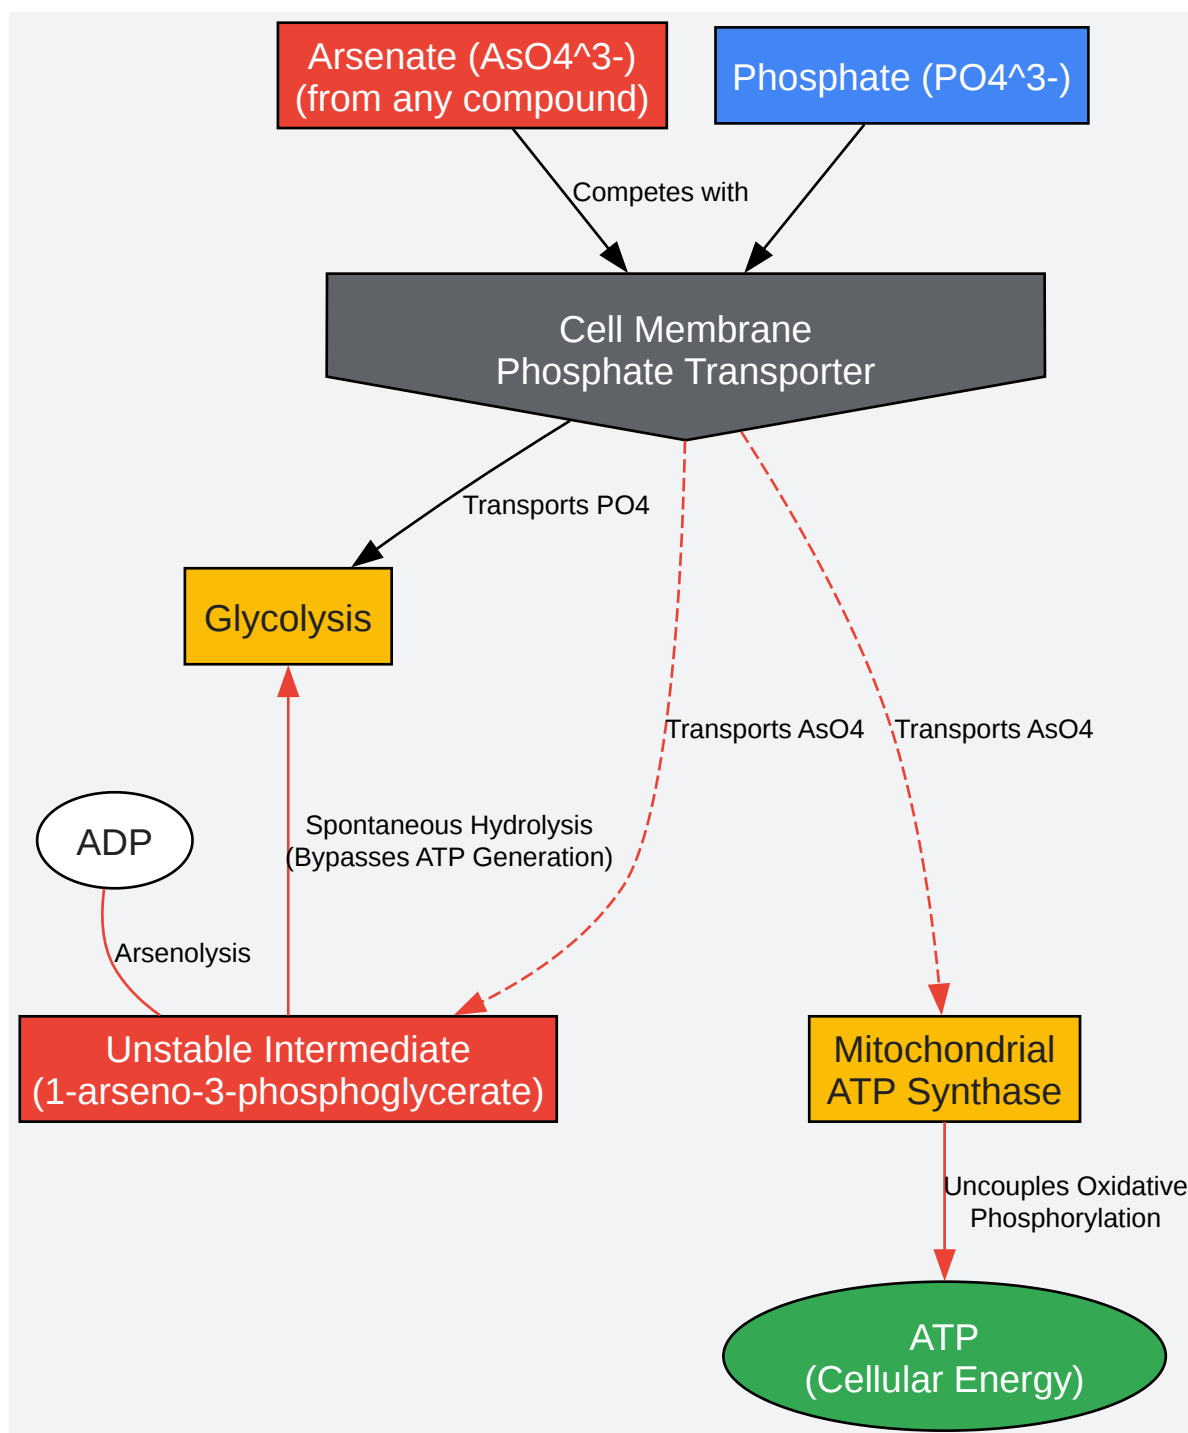 Arsenate (AsO4^3-)
(from any compound)
Phosphate (PO4^3-)
Competes with
Cell Membrane
Phosphate Transporter
Transports PO4
Glycolysis
Transports AsO4
Transports AsO4
Spontaneous Hydrolysis
(Bypasses ATP Generation)
ADP
Arsenolysis
Unstable Intermediate
(1-arseno-3-phosphoglycerate)
Mitochondrial
ATP Synthase
Uncouples Oxidative
Phosphorylation
ATP
(Cellular Energy)